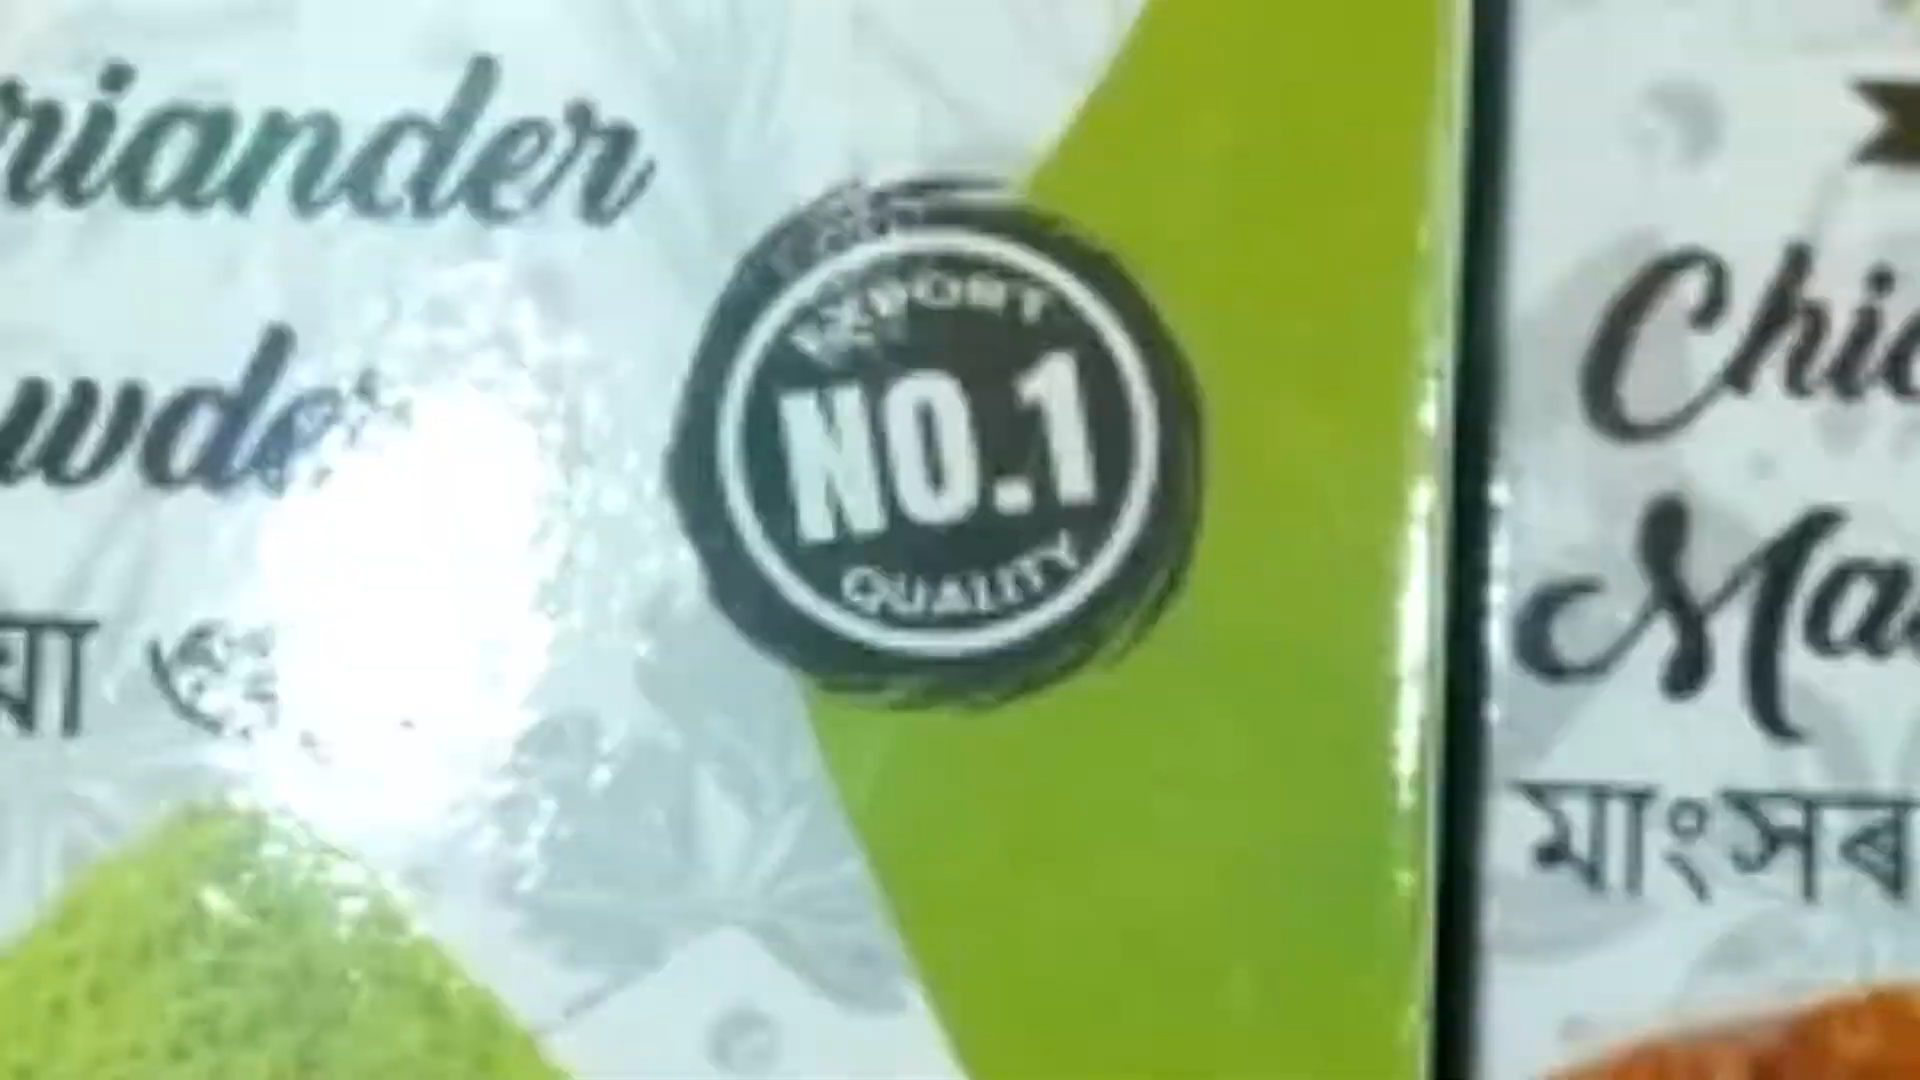 riander
wde
EXPORT
NO.1
QUALITY
Chic
Ma
মাংসৰ